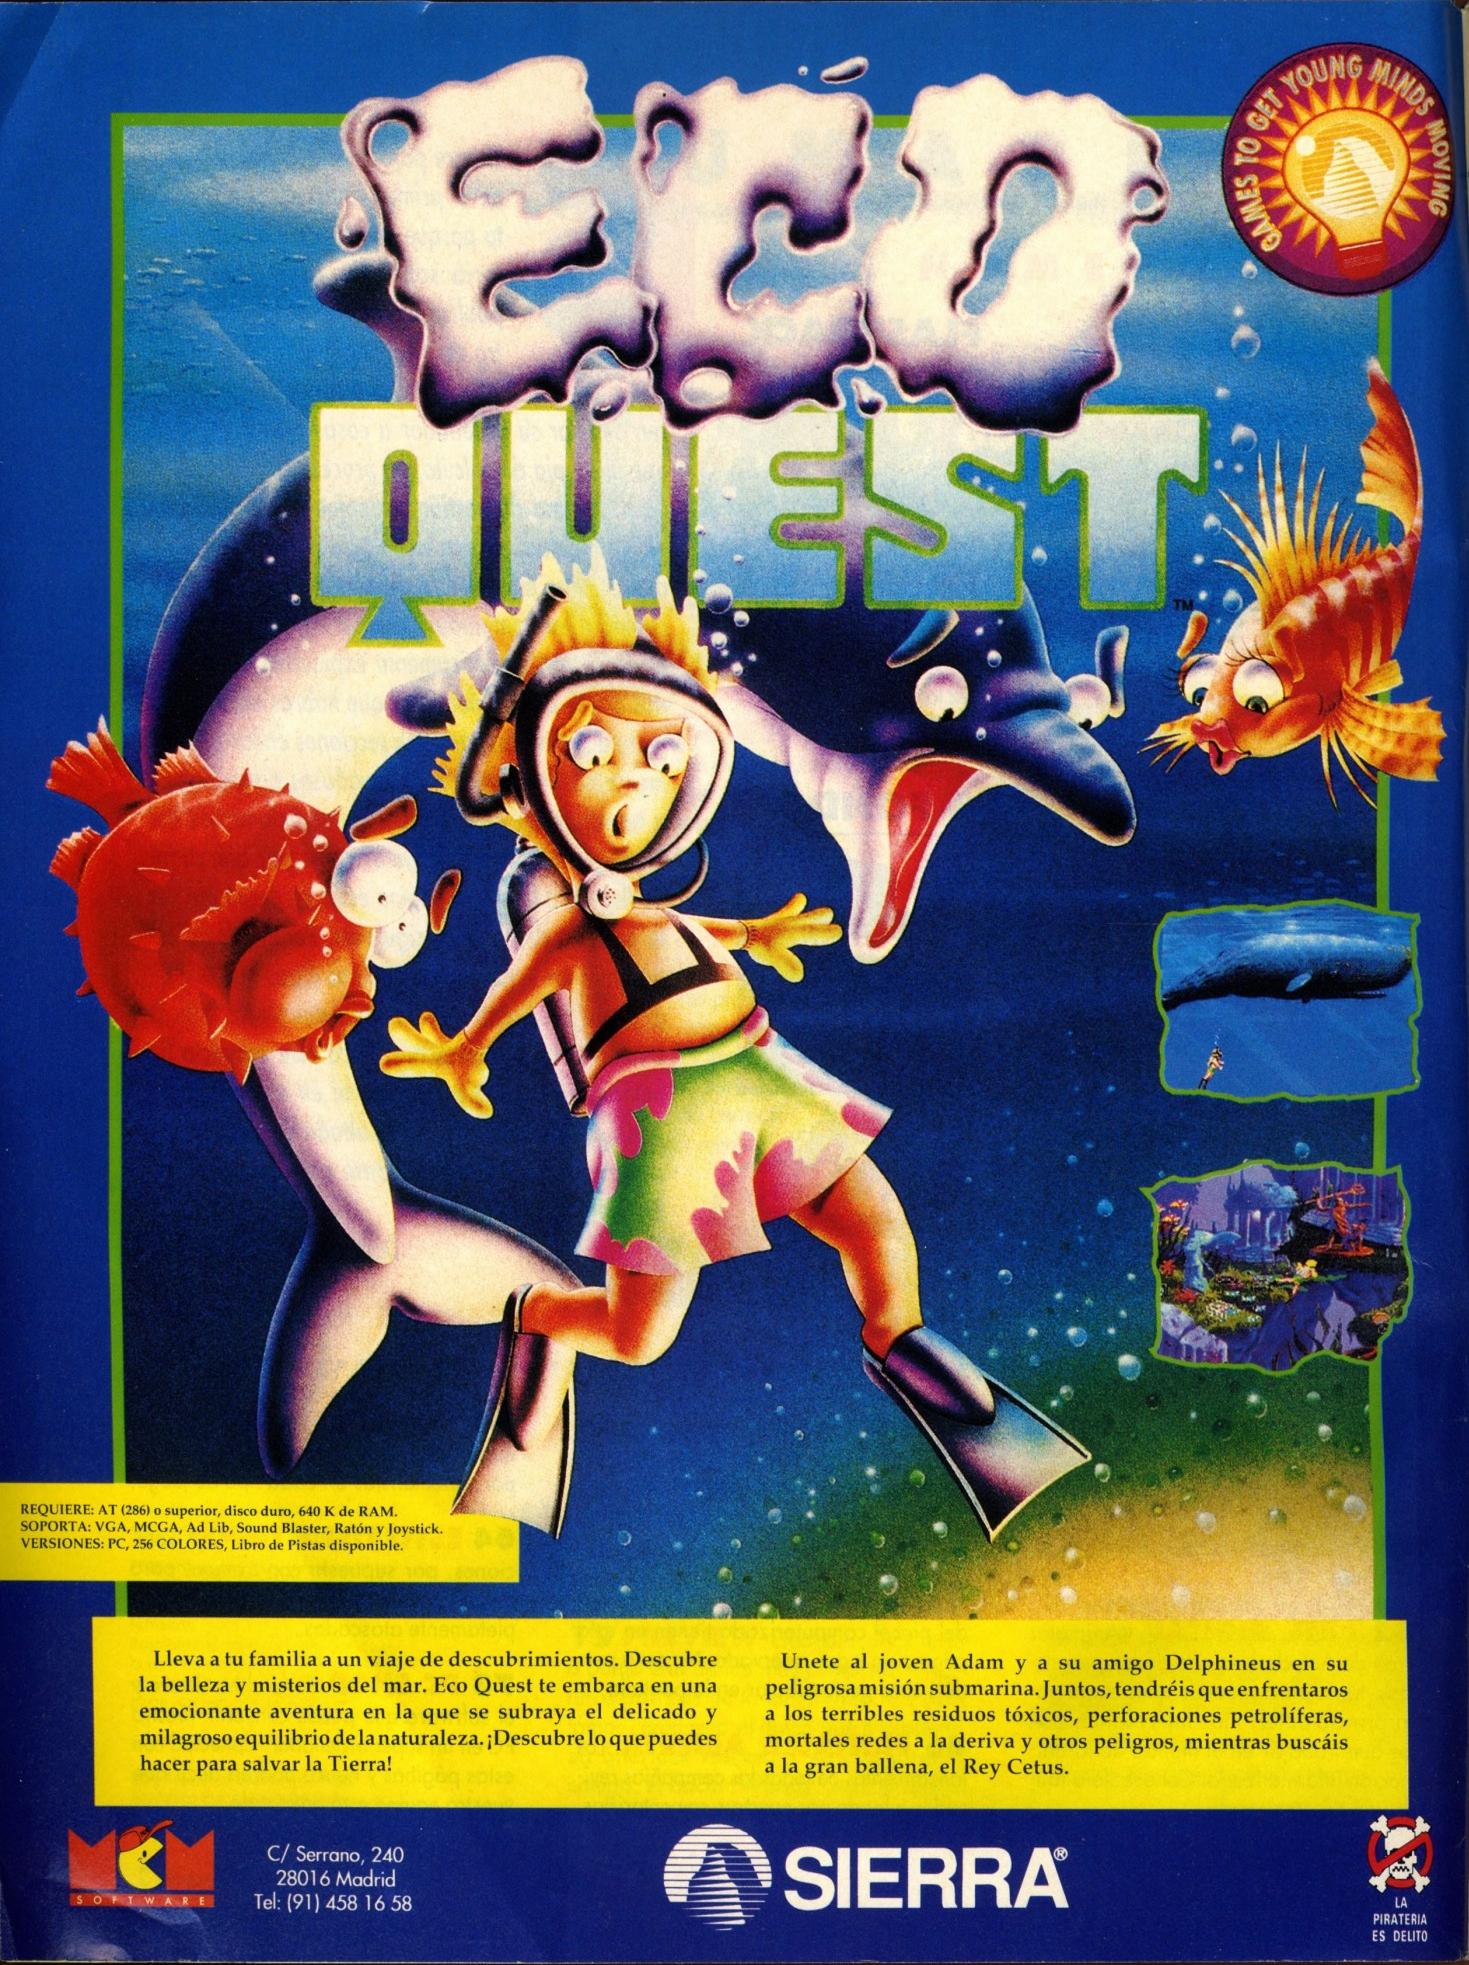 GAMES TO GET YOUNG MINDS MOVING
ECO
QUEST™
REQUIERE: AT (286) o superior, disco duro, 640 K de RAM.
SOPORTA: VGA, MCGA, Ad Lib, Sound Blaster, Ratón y Joystick.
VERSIONES: PC, 256 COLORES, Libro de Pistas disponible.
Lleva a tu familia a un viaje de descubrimientos. Descubre
la belleza y misterios del mar. Eco Quest te embarca en una
emocionante aventura en la que se subraya el delicado y
milagroso equilibrio de la naturaleza. ¡Descubre lo que puedes
hacer para salvar la Tierra!
Unete al joven Adam y a su amigo Delphineus en su
peligrosa misión submarina. Juntos, tendréis que enfrentaros
a los terribles residuos tóxicos, perforaciones petrolíferas,
mortales redes a la deriva y otros peligros, mientras buscáis
a la gran ballena, el Rey Cetus.
MCM
SOFTWARE
C/ Serrano, 240
28016 Madrid
Tel: (91) 458 16 58
SIERRA®
LA
PIRATERIA
ES DELITO